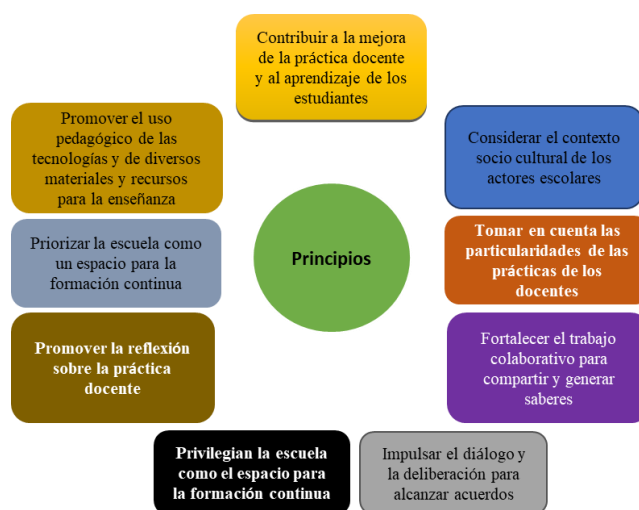 Contribuir a la mejora
de la práctica docente
y al aprendizaje de los
estudiantes
Promover el uso
pedagógico de las
tecnologías y de diversos
materiales y recursos
para la enseñanza
Considerar el contexto
socio cultural de los
actores escolares
Priorizar la escuela como
un espacio para la
formación continua
Principios
Tomar en cuenta las
particularidades de las
prácticas de los
docentes
Promover la reflexión
sobre la práctica
docente
Fortalecer el trabajo
colaborativo para
compartir y generar
saberes
Privilegian la escuela
como el espacio para
la formación continua
Impulsar el diálogo y
la deliberación para
alcanzar acuerdos